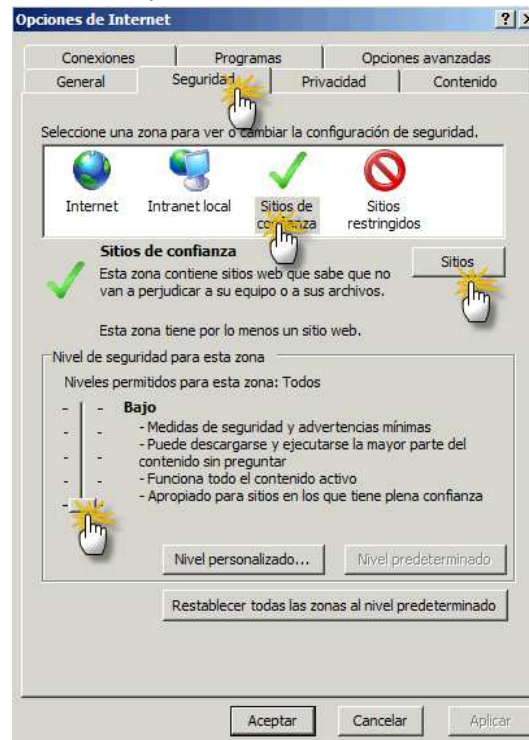 Opciones de Internet
Conexiones Programas Opciones avanzadas
General Seguridad Privacidad Contenido
Seleccione una zona para ver o cambiar la configuración de seguridad.
Internet Intranet local Sitios de confianza Sitios restringidos
Sitios de confianza
Sitios
Esta zona contiene sitios web que sabe que no
van a perjudicar a su equipo o a sus archivos.
Esta zona tiene por lo menos un sitio web.
Nivel de seguridad para esta zona
Niveles permitidos para esta zona: Todos
Bajo
- Medidas de seguridad y advertencias mínimas
- Puede descargarse y ejecutarse la mayor parte del
contenido sin preguntar
- Funciona todo el contenido activo
- Apropiado para sitios en los que tiene plena confianza
Nivel personalizado... Nivel predeterminado
Restablecer todas las zonas al nivel predeterminado
Aceptar Cancelar Aplicar